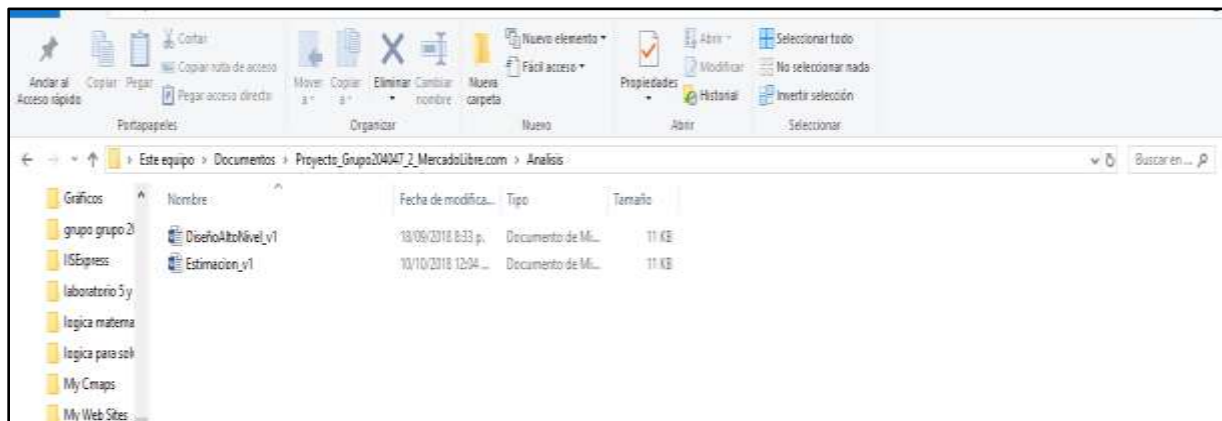 Cortar
Copiar ruta de acceso
Pegar acceso directo
Anclar al
Acceso rápido
Copiar
Pegar
Portapapeles
Mover
a
Copiar
a
Eliminar
Cambiar
nombre
Organizar
Nueva
carpeta
Nuevo elemento
Fácil acceso
Nuevo
Propiedades
Abrir
Modificar
Historial
Abrir
Seleccionar todo
No seleccionar nada
Invertir selección
Seleccionar
Este equipo > Documentos > Proyecto_Grupo204047_2_MercadoLibre.com > Analisis
Buscar en ...
Nombre Fecha de modifica... Tipo Tamaño
DiseñoAltoNivel_v1 18/09/2018 8:33 p. Documento de Mi... 11 KB
Estimacion_v1 10/10/2018 12:04 ... Documento de Mi... 11 KB
Gráficos
grupo grupo 20
IISExpress
laboratorio 5 y
logica matema
logica para sol
My Cmaps
My Web Sites